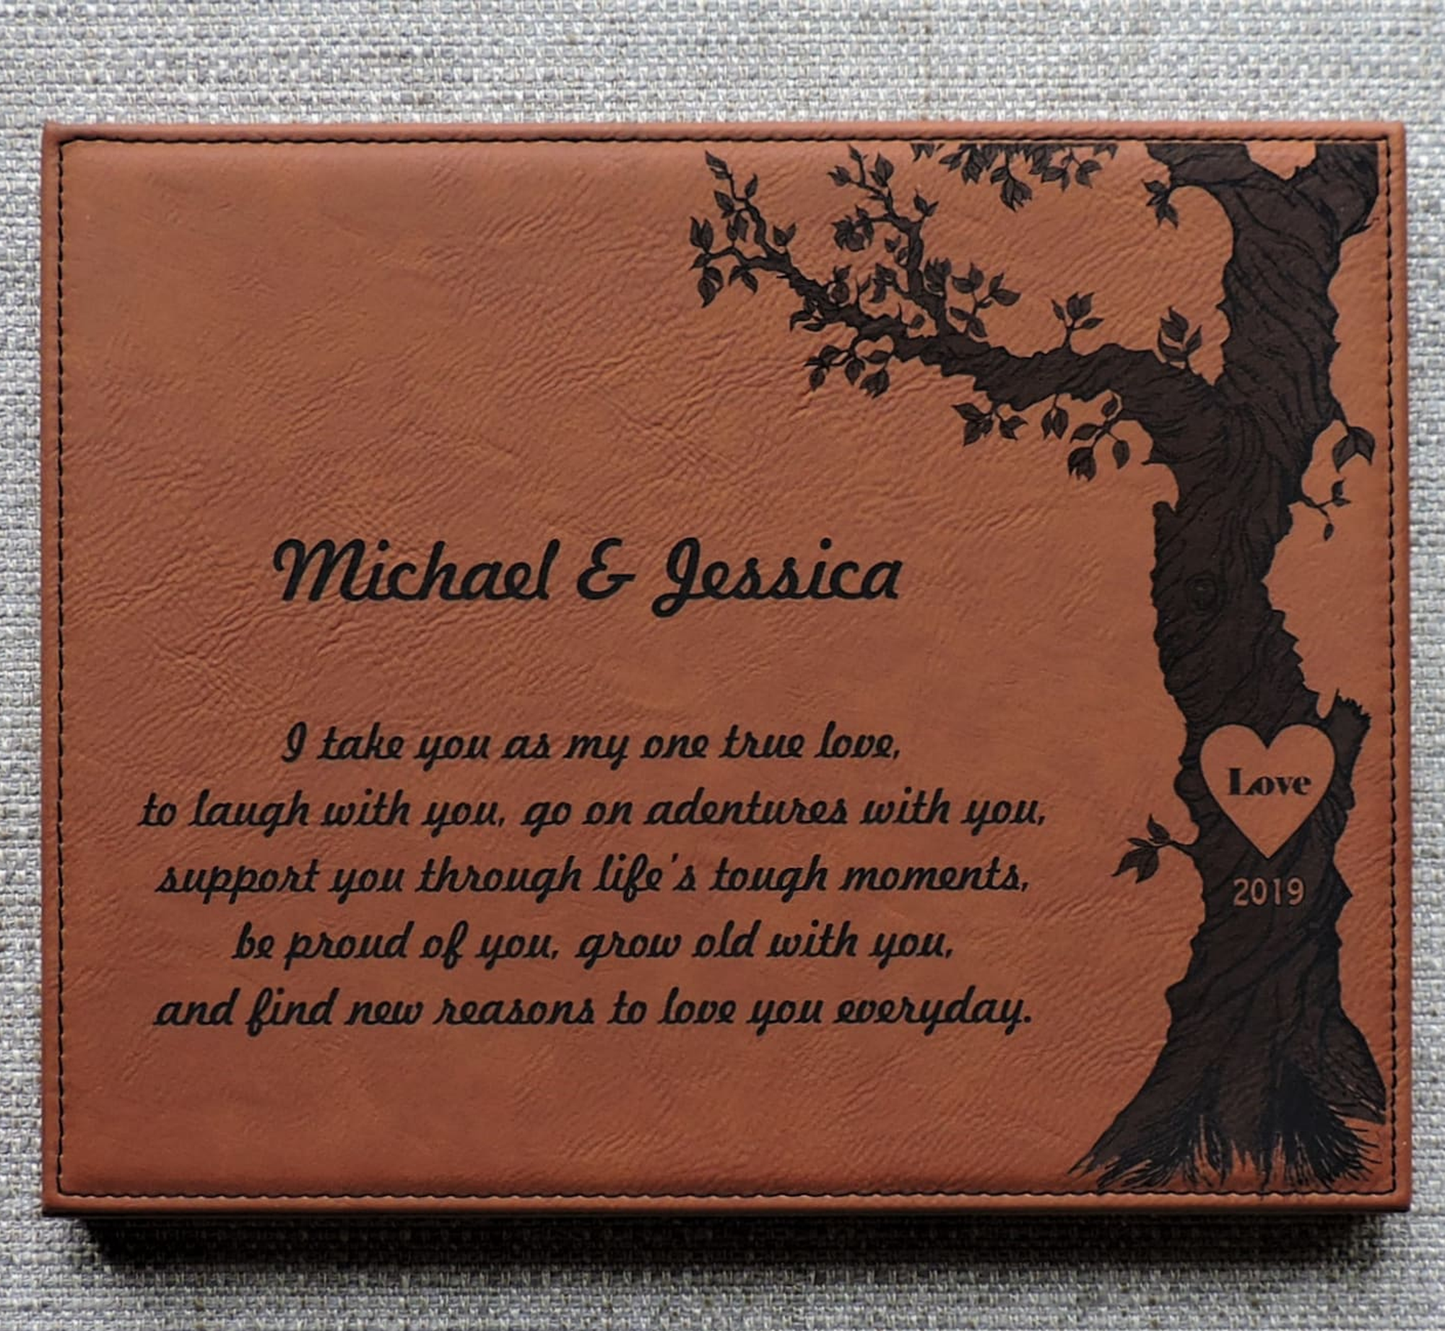 Michael & Jessica
I take you as my one true love,
to laugh with you, go on adentures with you,
support you through life's tough moments,
be proud of you, grow old with you,
and find new reasons to love you everyday.
Love
2019